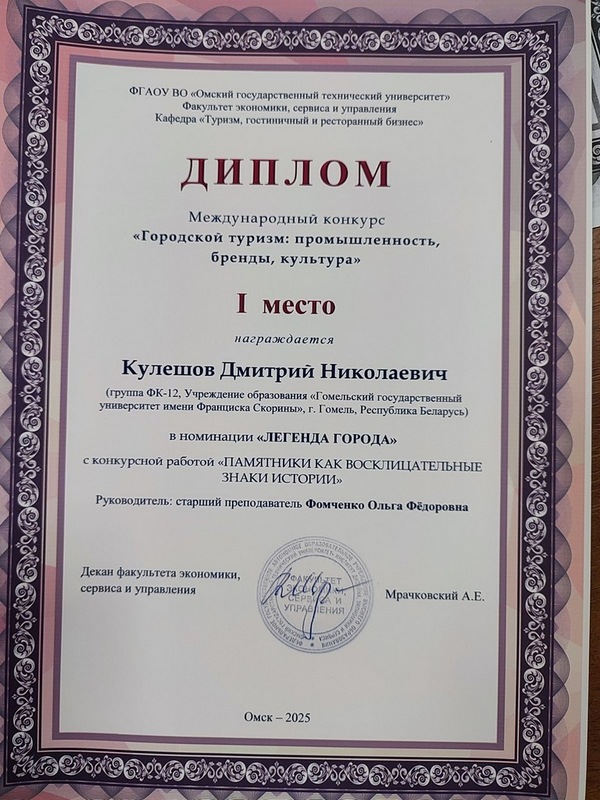 ФГАОУ ВО «Омский государственный технический университет»
Факультет экономики, сервиса и управления
Кафедра «Туризм, гостиничный и ресторанный бизнес»
ДИПЛОМ
Международный конкурс
«Городской туризм: промышленность,
бренды, культура»
I место
награждается
Кулешов Дмитрий Николаевич
(группа ФК-12, Учреждение образования «Гомельский государственный
университет имени Франциска Скорины», г. Гомель, Республика Беларусь)
в номинации «ЛЕГЕНДА ГОРОДА»
с конкурсной работой «ПАМЯТНИКИ КАК ВОСКЛИЦАТЕЛЬНЫЕ
ЗНАКИ ИСТОРИИ»
Руководитель: старший преподаватель Фомченко Ольга Фёдоровна
Декан факультета экономики,
сервиса и управления
ФАКУЛЬТЕТ
СЕРВИСА И
УПРАВЛЕНИЯ
Мрачковский А.Е.
Омск – 2025